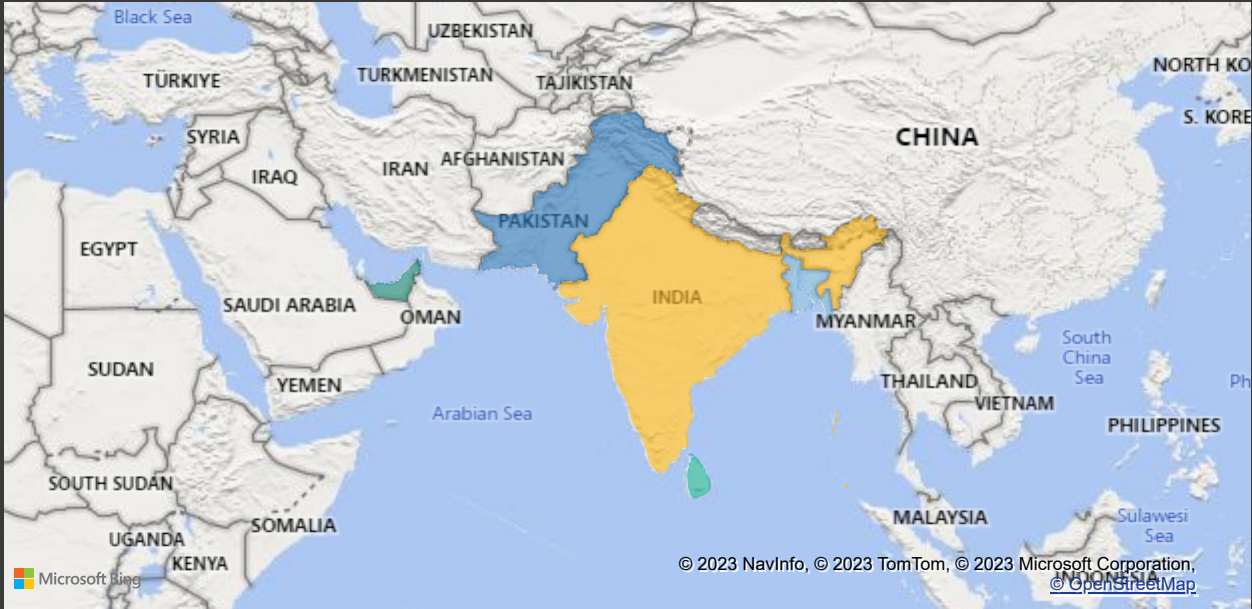 Black Sea
UZBEKISTAN
NORTH KO
TÜRKIYE
TURKMENISTAN
TAJIKISTAN
S. KORE
SYRIA
CHINA
IRAN
AFGHANISTAN
IRAQ
PAKISTAN
EGYPT
INDIA
SAUDI ARABIA
OMAN
MYANMAR
South
China
Sea
SUDAN
YEMEN
THAILAND
Ph
Arabian Sea
VIETNAM
PHILIPPINES
SOUTH SUDAN
SOMALIA
MALAYSIA
Sulawesi
Sea
UGANDA
KENYA
© 2023 NavInfo, © 2023 TomTom, © 2023 Microsoft Corporation,
INDONESIA
© OpenStreetMap
Microsoft Bing